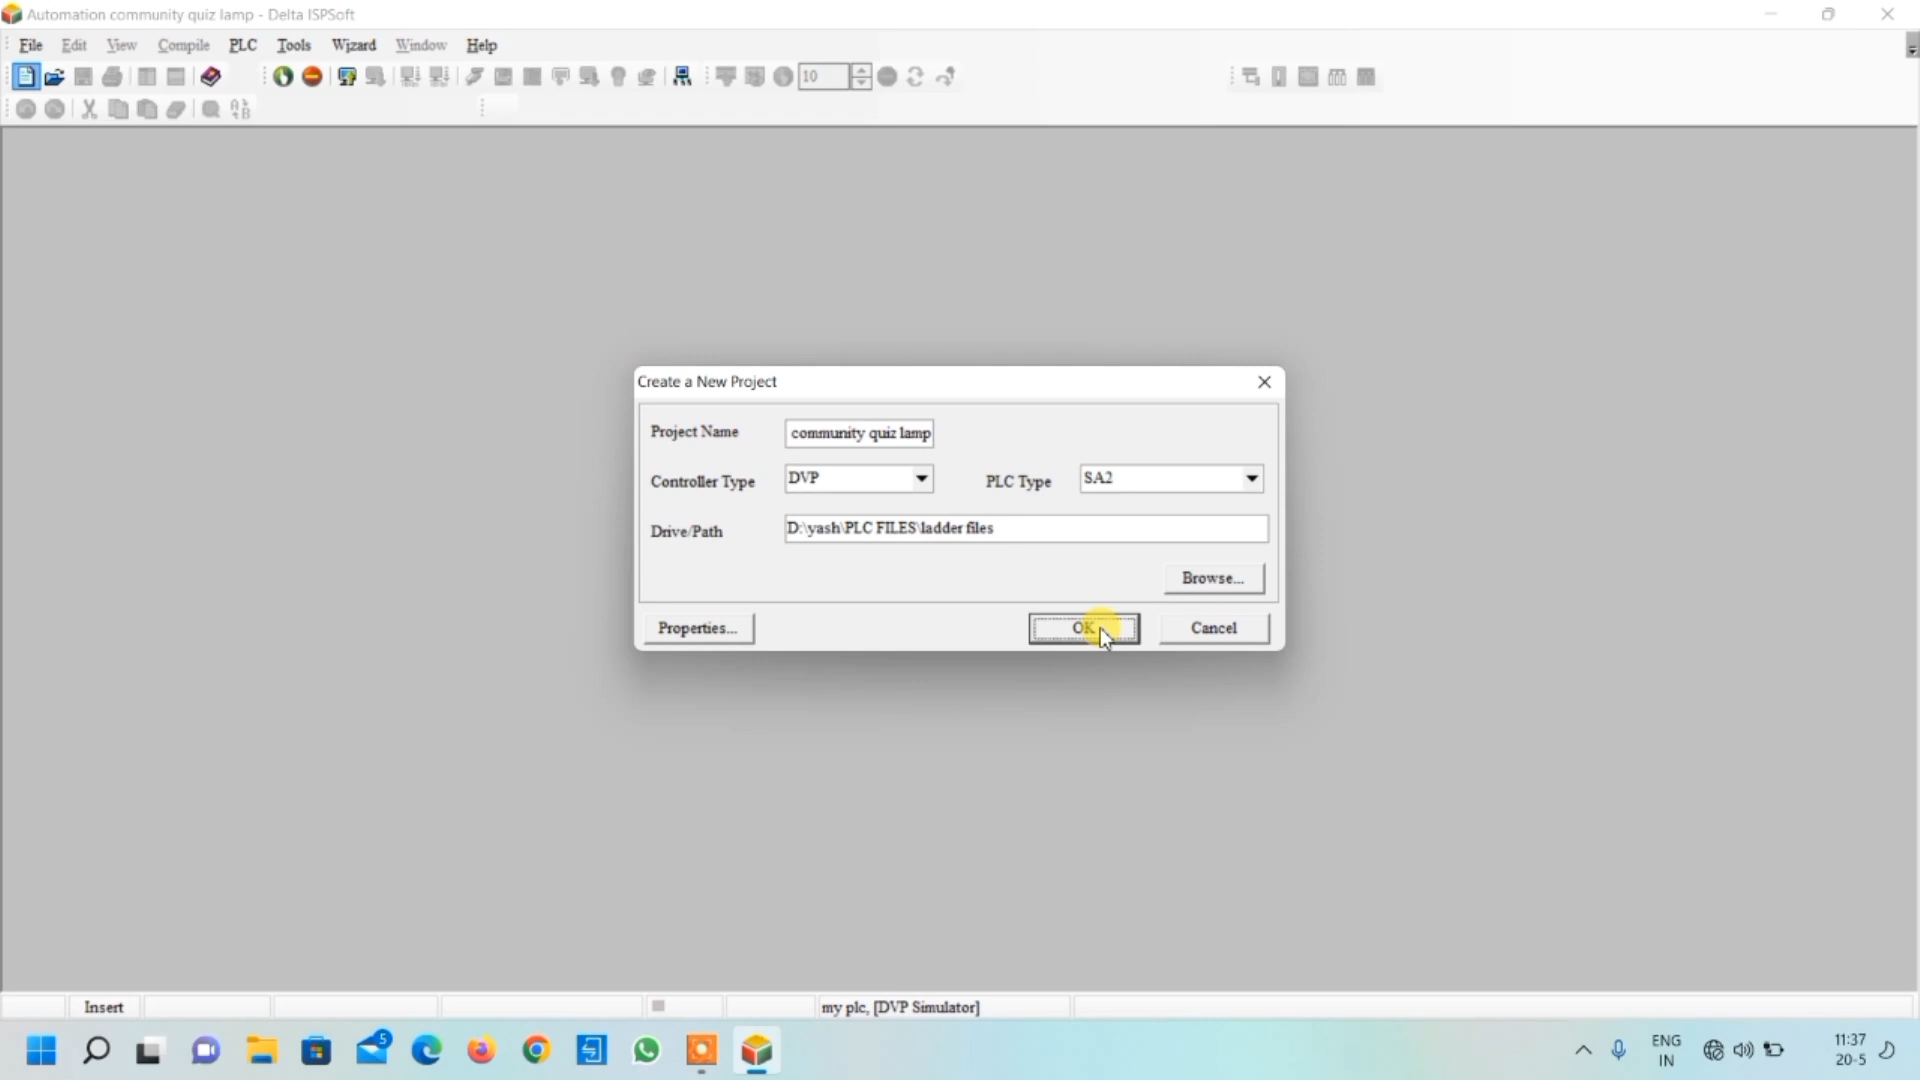 Automation community quiz lamp - Delta ISPSoft
File Edit View Compile PLC Tools Wizard Window Help
10
Create a New Project
Project Name community quiz lamp
Controller Type DVP PLC Type SA2
Drive/Path D:\yash\PLC FILES\ladder files
Browse...
Properties... OK Cancel
Insert my plc, [DVP Simulator]
5
ENG 11:37
IN 20-5